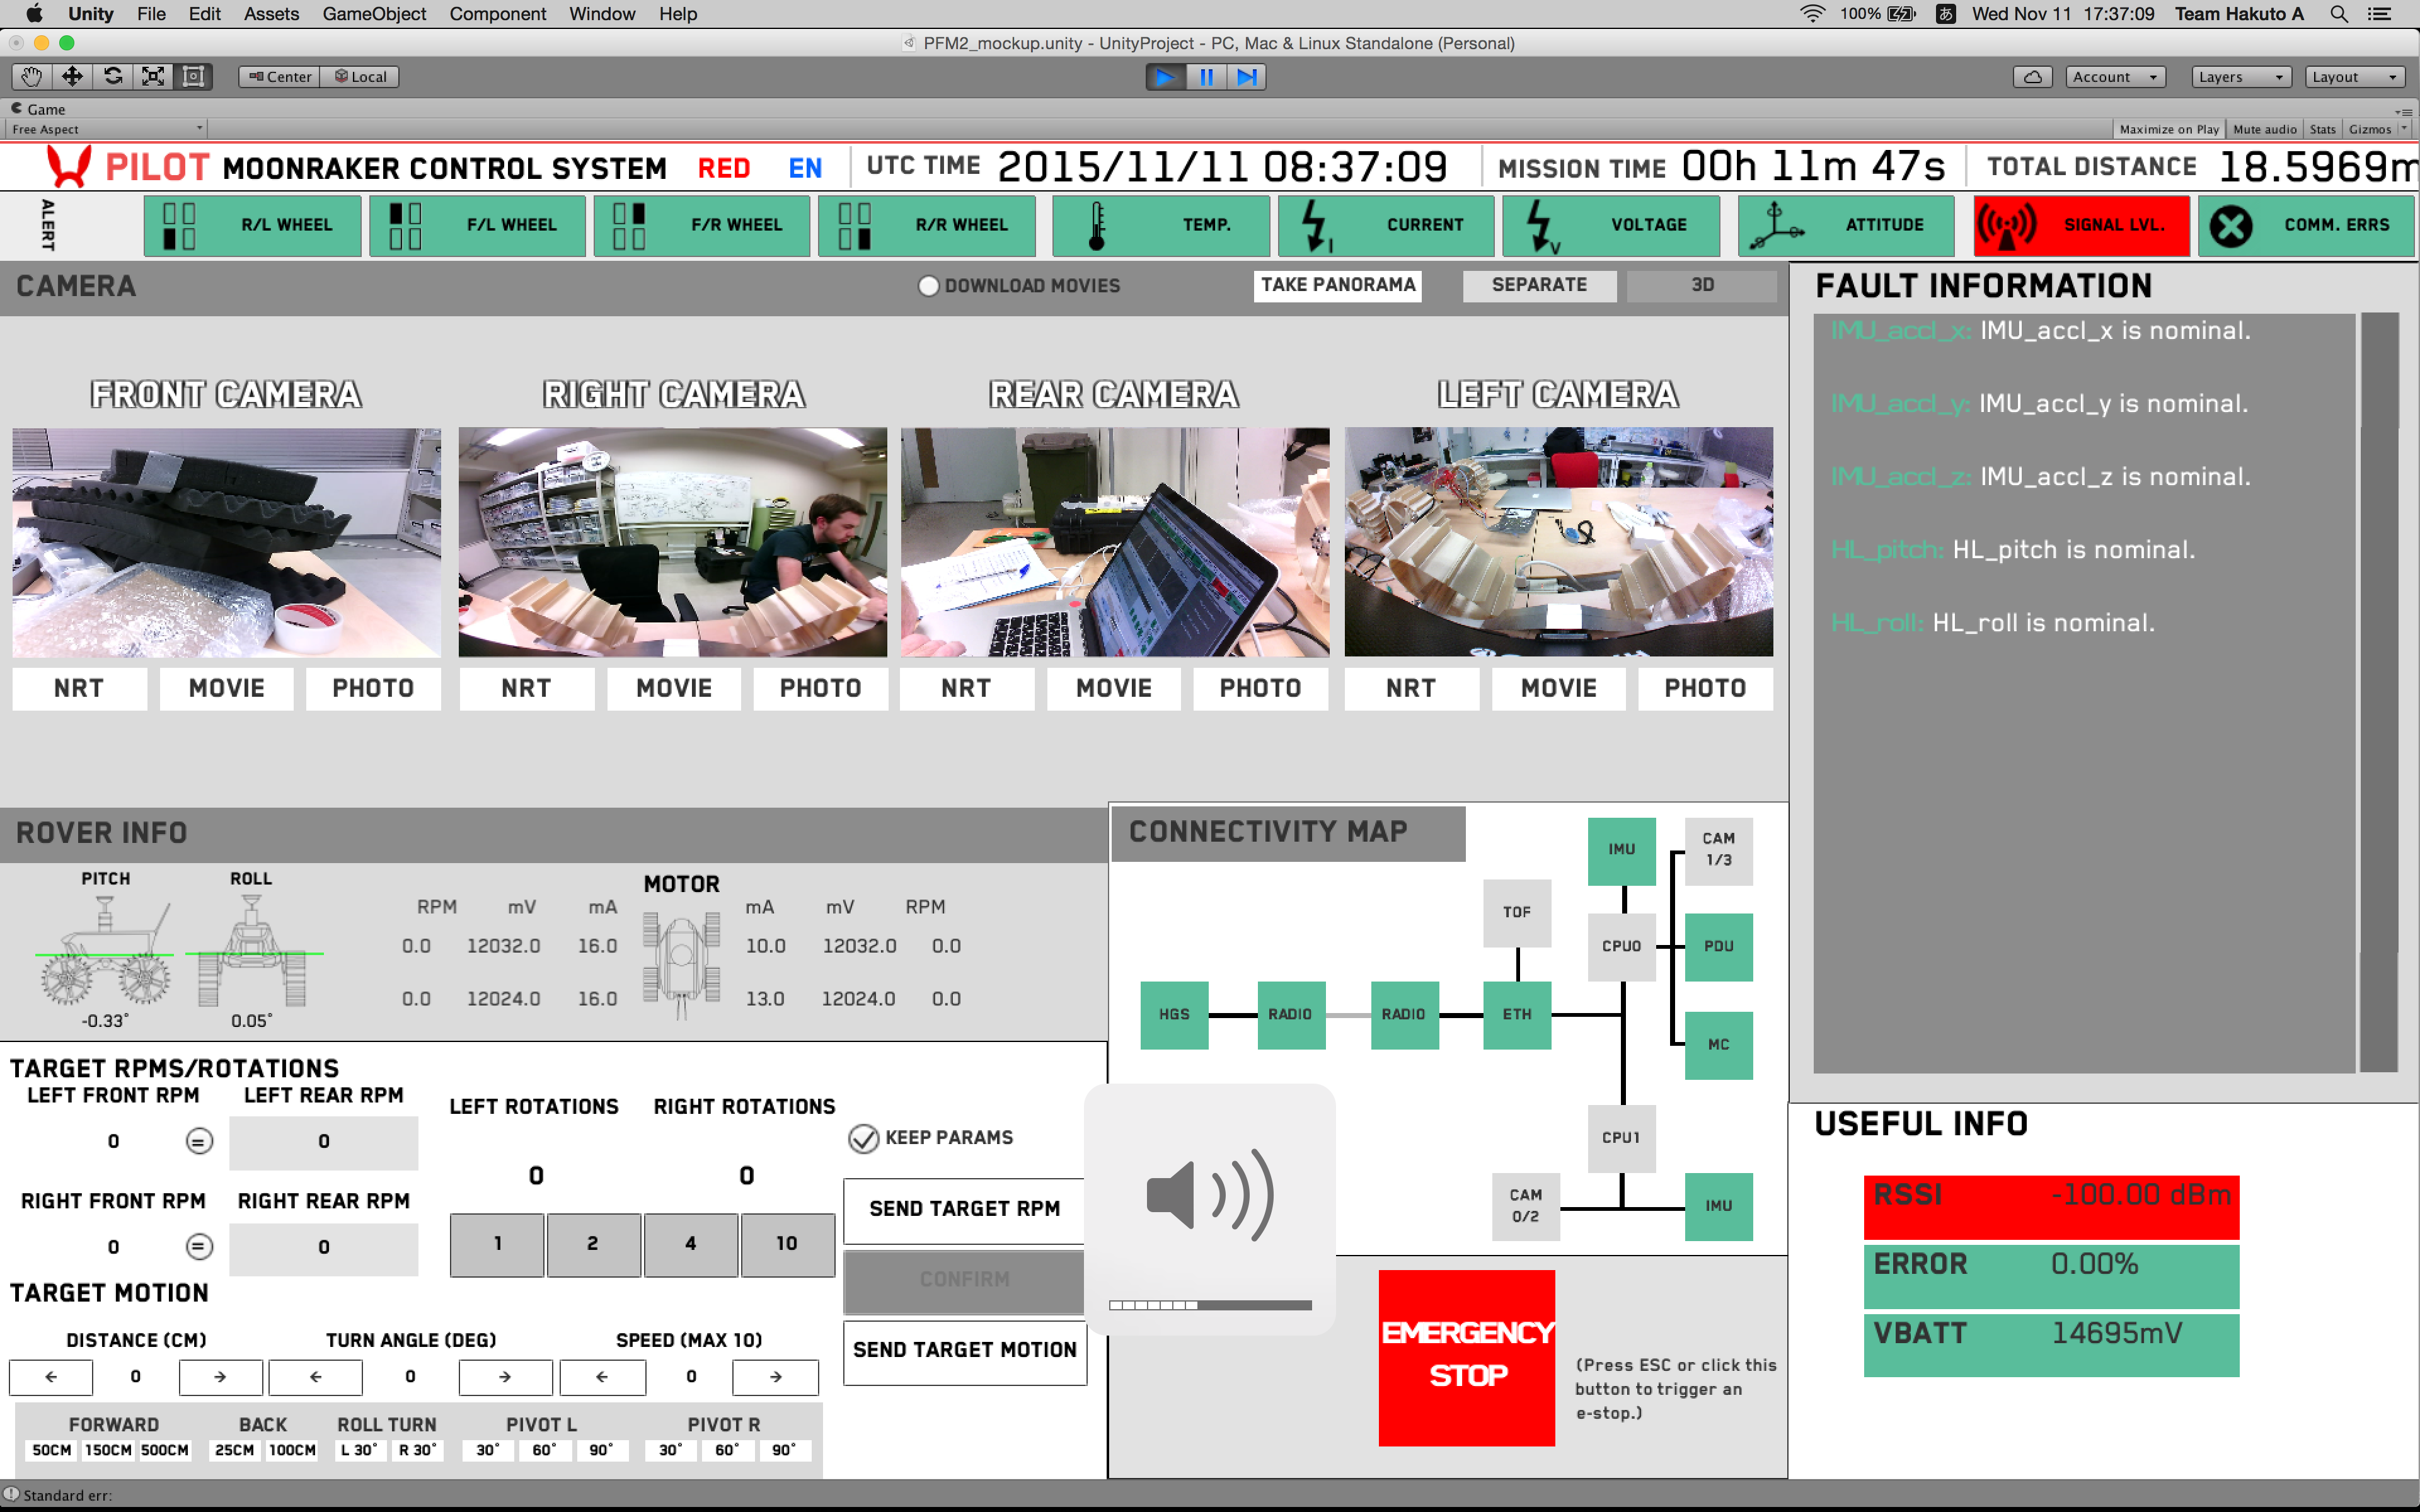 Unity File Edit Assets GameObject Component Window Help 100% あ Wed Nov 11 17:37:09 Team Hakuto A
PFM2_mockup.unity - UnityProject - PC, Mac & Linux Standalone (Personal)
Center Local Account Layers Layout
Game
Free Aspect Maximize on Play Mute audio Stats Gizmos
PILOT MOONRAKER CONTROL SYSTEM RED EN UTC TIME 2015/11/11 08:37:09 MISSION TIME 00h 11m 47s TOTAL DISTANCE 18.5969m
ALERT R/L WHEEL F/L WHEEL F/R WHEEL R/R WHEEL TEMP. I CURRENT V VOLTAGE ATTITUDE SIGNAL LVL. COMM. ERRS
CAMERA DOWNLOAD MOVIES TAKE PANORAMA SEPARATE 3D
FRONT CAMERA RIGHT CAMERA REAR CAMERA LEFT CAMERA
NRT MOVIE PHOTO NRT MOVIE PHOTO NRT MOVIE PHOTO NRT MOVIE PHOTO
FAULT INFORMATION
IMU_accl_x: IMU_accl_x is nominal.
IMU_accl_y: IMU_accl_y is nominal.
IMU_accl_z: IMU_accl_z is nominal.
HL_pitch: HL_pitch is nominal.
HL_roll: HL_roll is nominal.
ROVER INFO
PITCH ROLL MOTOR
RPM mV mA mA mV RPM
0.0 12032.0 16.0 10.0 12032.0 0.0
0.0 12024.0 16.0 13.0 12024.0 0.0
-0.33° 0.05°
CONNECTIVITY MAP
IMU CAM
1/3
TOF
CPU0 PDU
HGS RADIO RADIO ETH
MC
CPU1
CAM
0/2 IMU
TARGET RPMS/ROTATIONS
LEFT FRONT RPM LEFT REAR RPM LEFT ROTATIONS RIGHT ROTATIONS
0 = 0 KEEP PARAMS
0 0
RIGHT FRONT RPM RIGHT REAR RPM SEND TARGET RPM
0 = 0 1 2 4 10
CONFIRM
TARGET MOTION
DISTANCE (CM) TURN ANGLE (DEG) SPEED (MAX 10) SEND TARGET MOTION
← 0 → ← 0 → ← 0 →
FORWARD BACK ROLL TURN PIVOT L PIVOT R
50CM 150CM 500CM 25CM 100CM L 30° R 30° 30° 60° 90° 30° 60° 90°
EMERGENCY
STOP
(Press ESC or click this
button to trigger an
e-stop.)
USEFUL INFO
RSSI -100.00 dBm
ERROR 0.00%
VBATT 14695mV
Standard err: